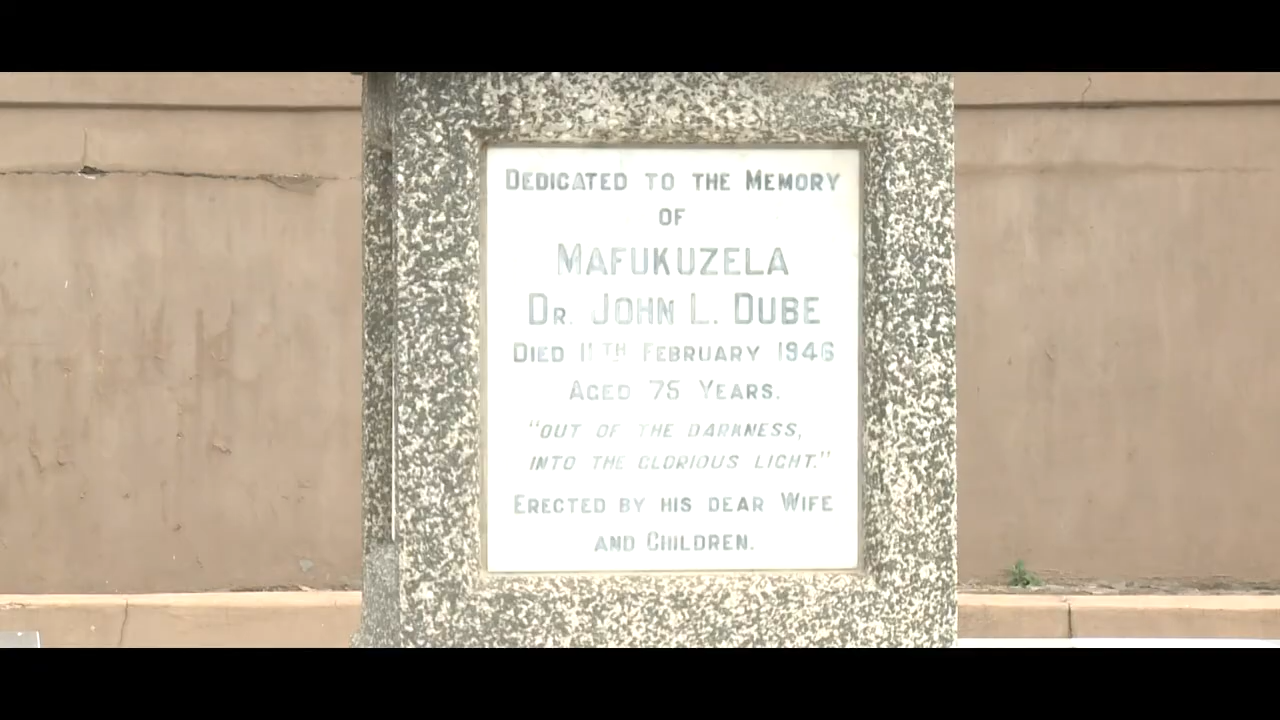 DEDICATED TO THE MEMORY
OF
MAFUKUZELA
DR. JOHN L. DUBE
DIED 11TH FEBRUARY 1946
AGED 75 YEARS.
"OUT OF THE DARKNESS,
INTO THE GLORIOUS LIGHT."
ERECTED BY HIS DEAR WIFE
AND CHILDREN.